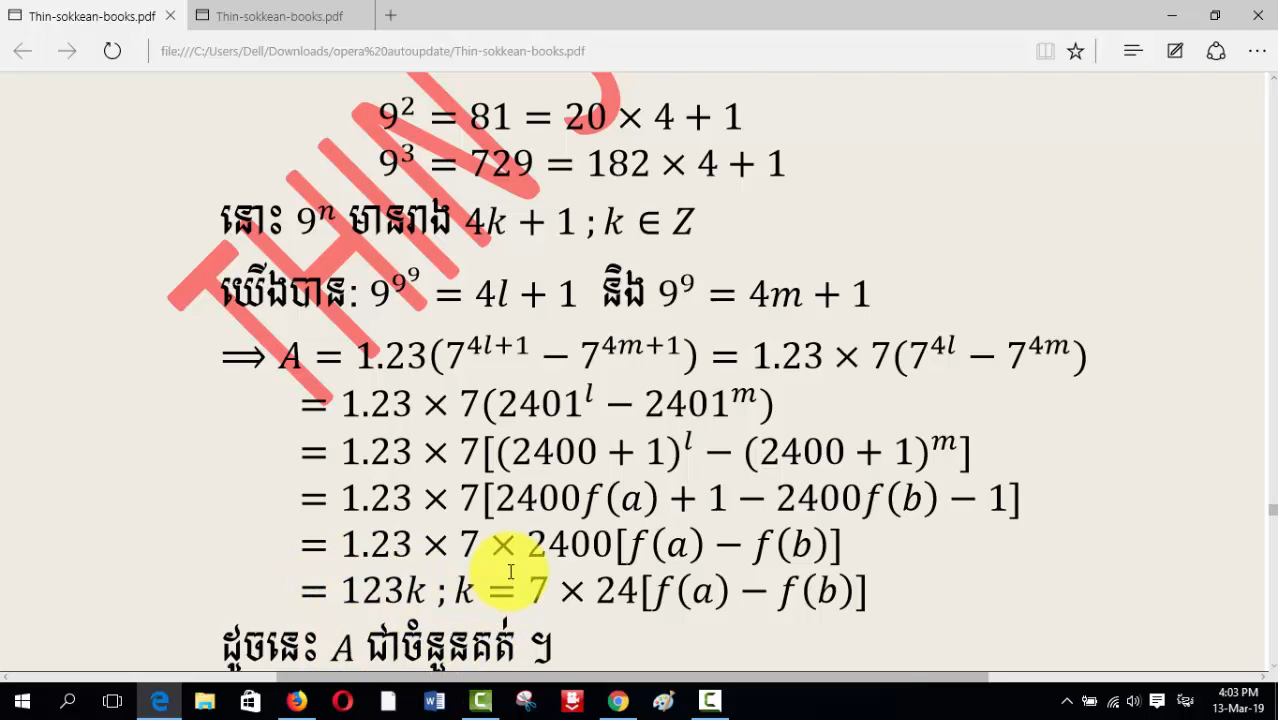 Thin-sokkean-books.pdf
Thin-sokkean-books.pdf
file:///C:/Users/Dell/Downloads/opera%20autoupdate/Thin-sokkean-books.pdf
THIN S
9² = 81 = 20 × 4 + 1
9³ = 729 = 182 × 4 + 1
នោះ 9ⁿ មានរាង 4k + 1 ; k ∈ Z
យើងបាន: 9^{9^9} = 4l + 1 និង 9⁹ = 4m + 1
⟹ A = 1.23(7^{4l+1} − 7^{4m+1}) = 1.23 × 7(7^{4l} − 7^{4m})
= 1.23 × 7(2401^l − 2401^m)
= 1.23 × 7[(2400 + 1)^l − (2400 + 1)^m]
= 1.23 × 7[2400f(a) + 1 − 2400f(b) − 1]
= 1.23 × 7 × 2400[f(a) − f(b)]
= 123k ; k = 7 × 24[f(a) − f(b)]
ដូចនេះ A ជាចំនួនគត់ ។
4:03 PM
13-Mar-19